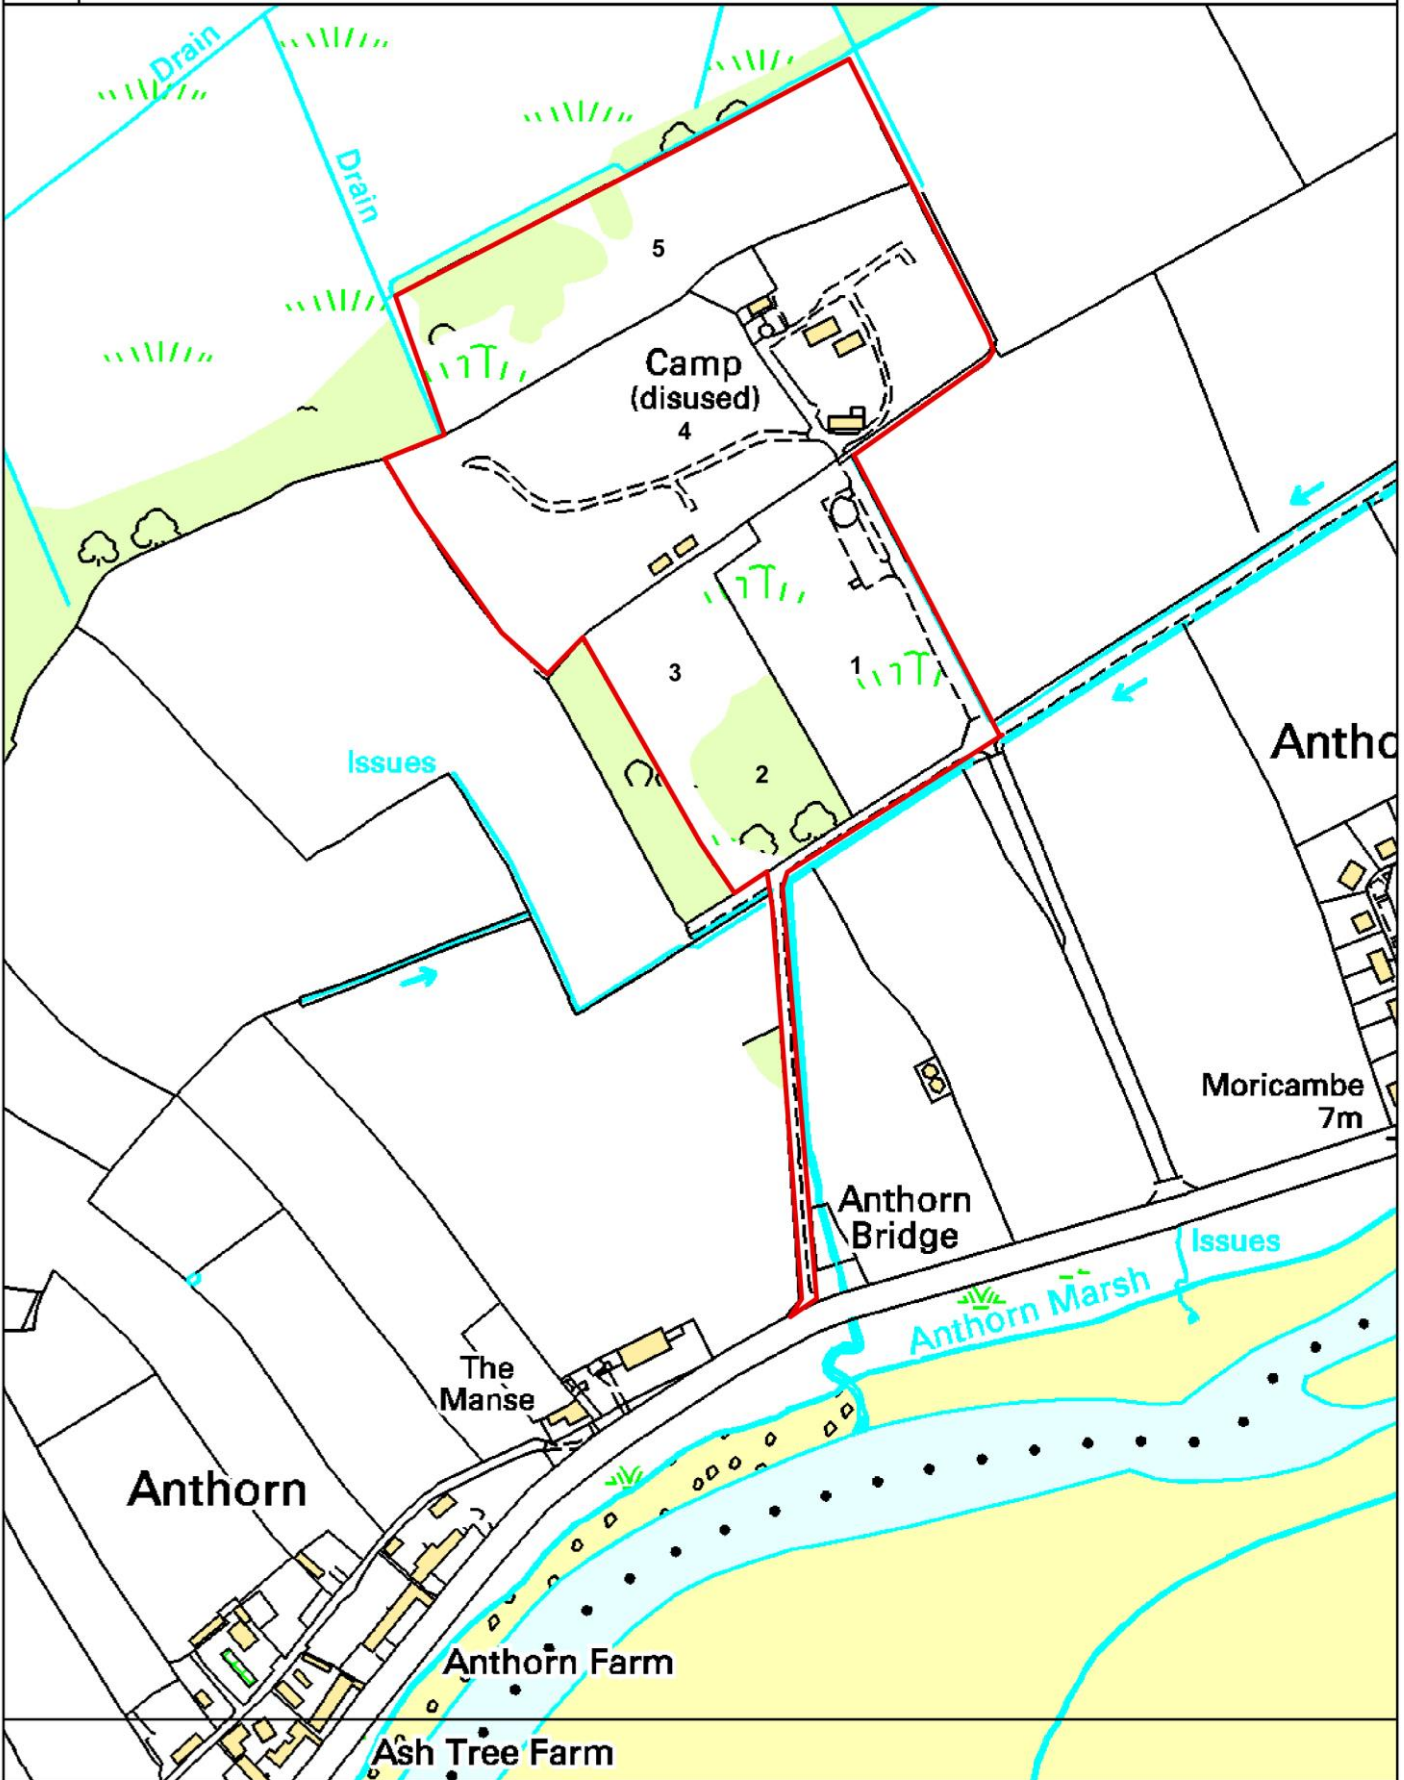 Drain
Drain
5
Camp
(disused)
4
3
1
2
Issues
Antho
Moricambe
7m
Anthorn
Bridge
Issues
Anthorn Marsh
The
Manse
Anthorn
Anthorn Farm
Ash Tree Farm